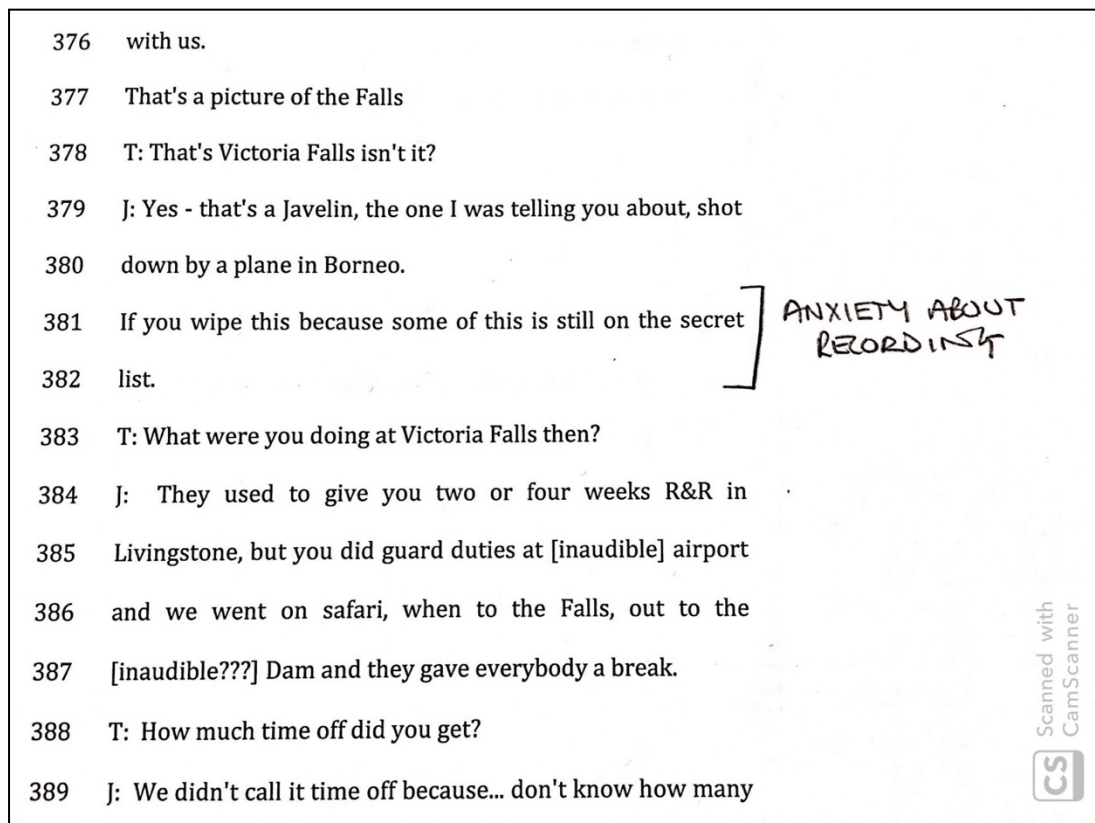 376 with us.
377 That's a picture of the Falls
378 T: That's Victoria Falls isn't it?
379 J: Yes - that's a Javelin, the one I was telling you about, shot
380 down by a plane in Borneo.
381 If you wipe this because some of this is still on the secret
382 list.
ANXIETY ABOUT
RECORDING
383 T: What were you doing at Victoria Falls then?
384 J: They used to give you two or four weeks R&R in
385 Livingstone, but you did guard duties at [inaudible] airport
386 and we went on safari, when to the Falls, out to the
387 [inaudible???] Dam and they gave everybody a break.
388 T: How much time off did you get?
389 J: We didn't call it time off because... don't know how many
CS Scanned with
CamScanner